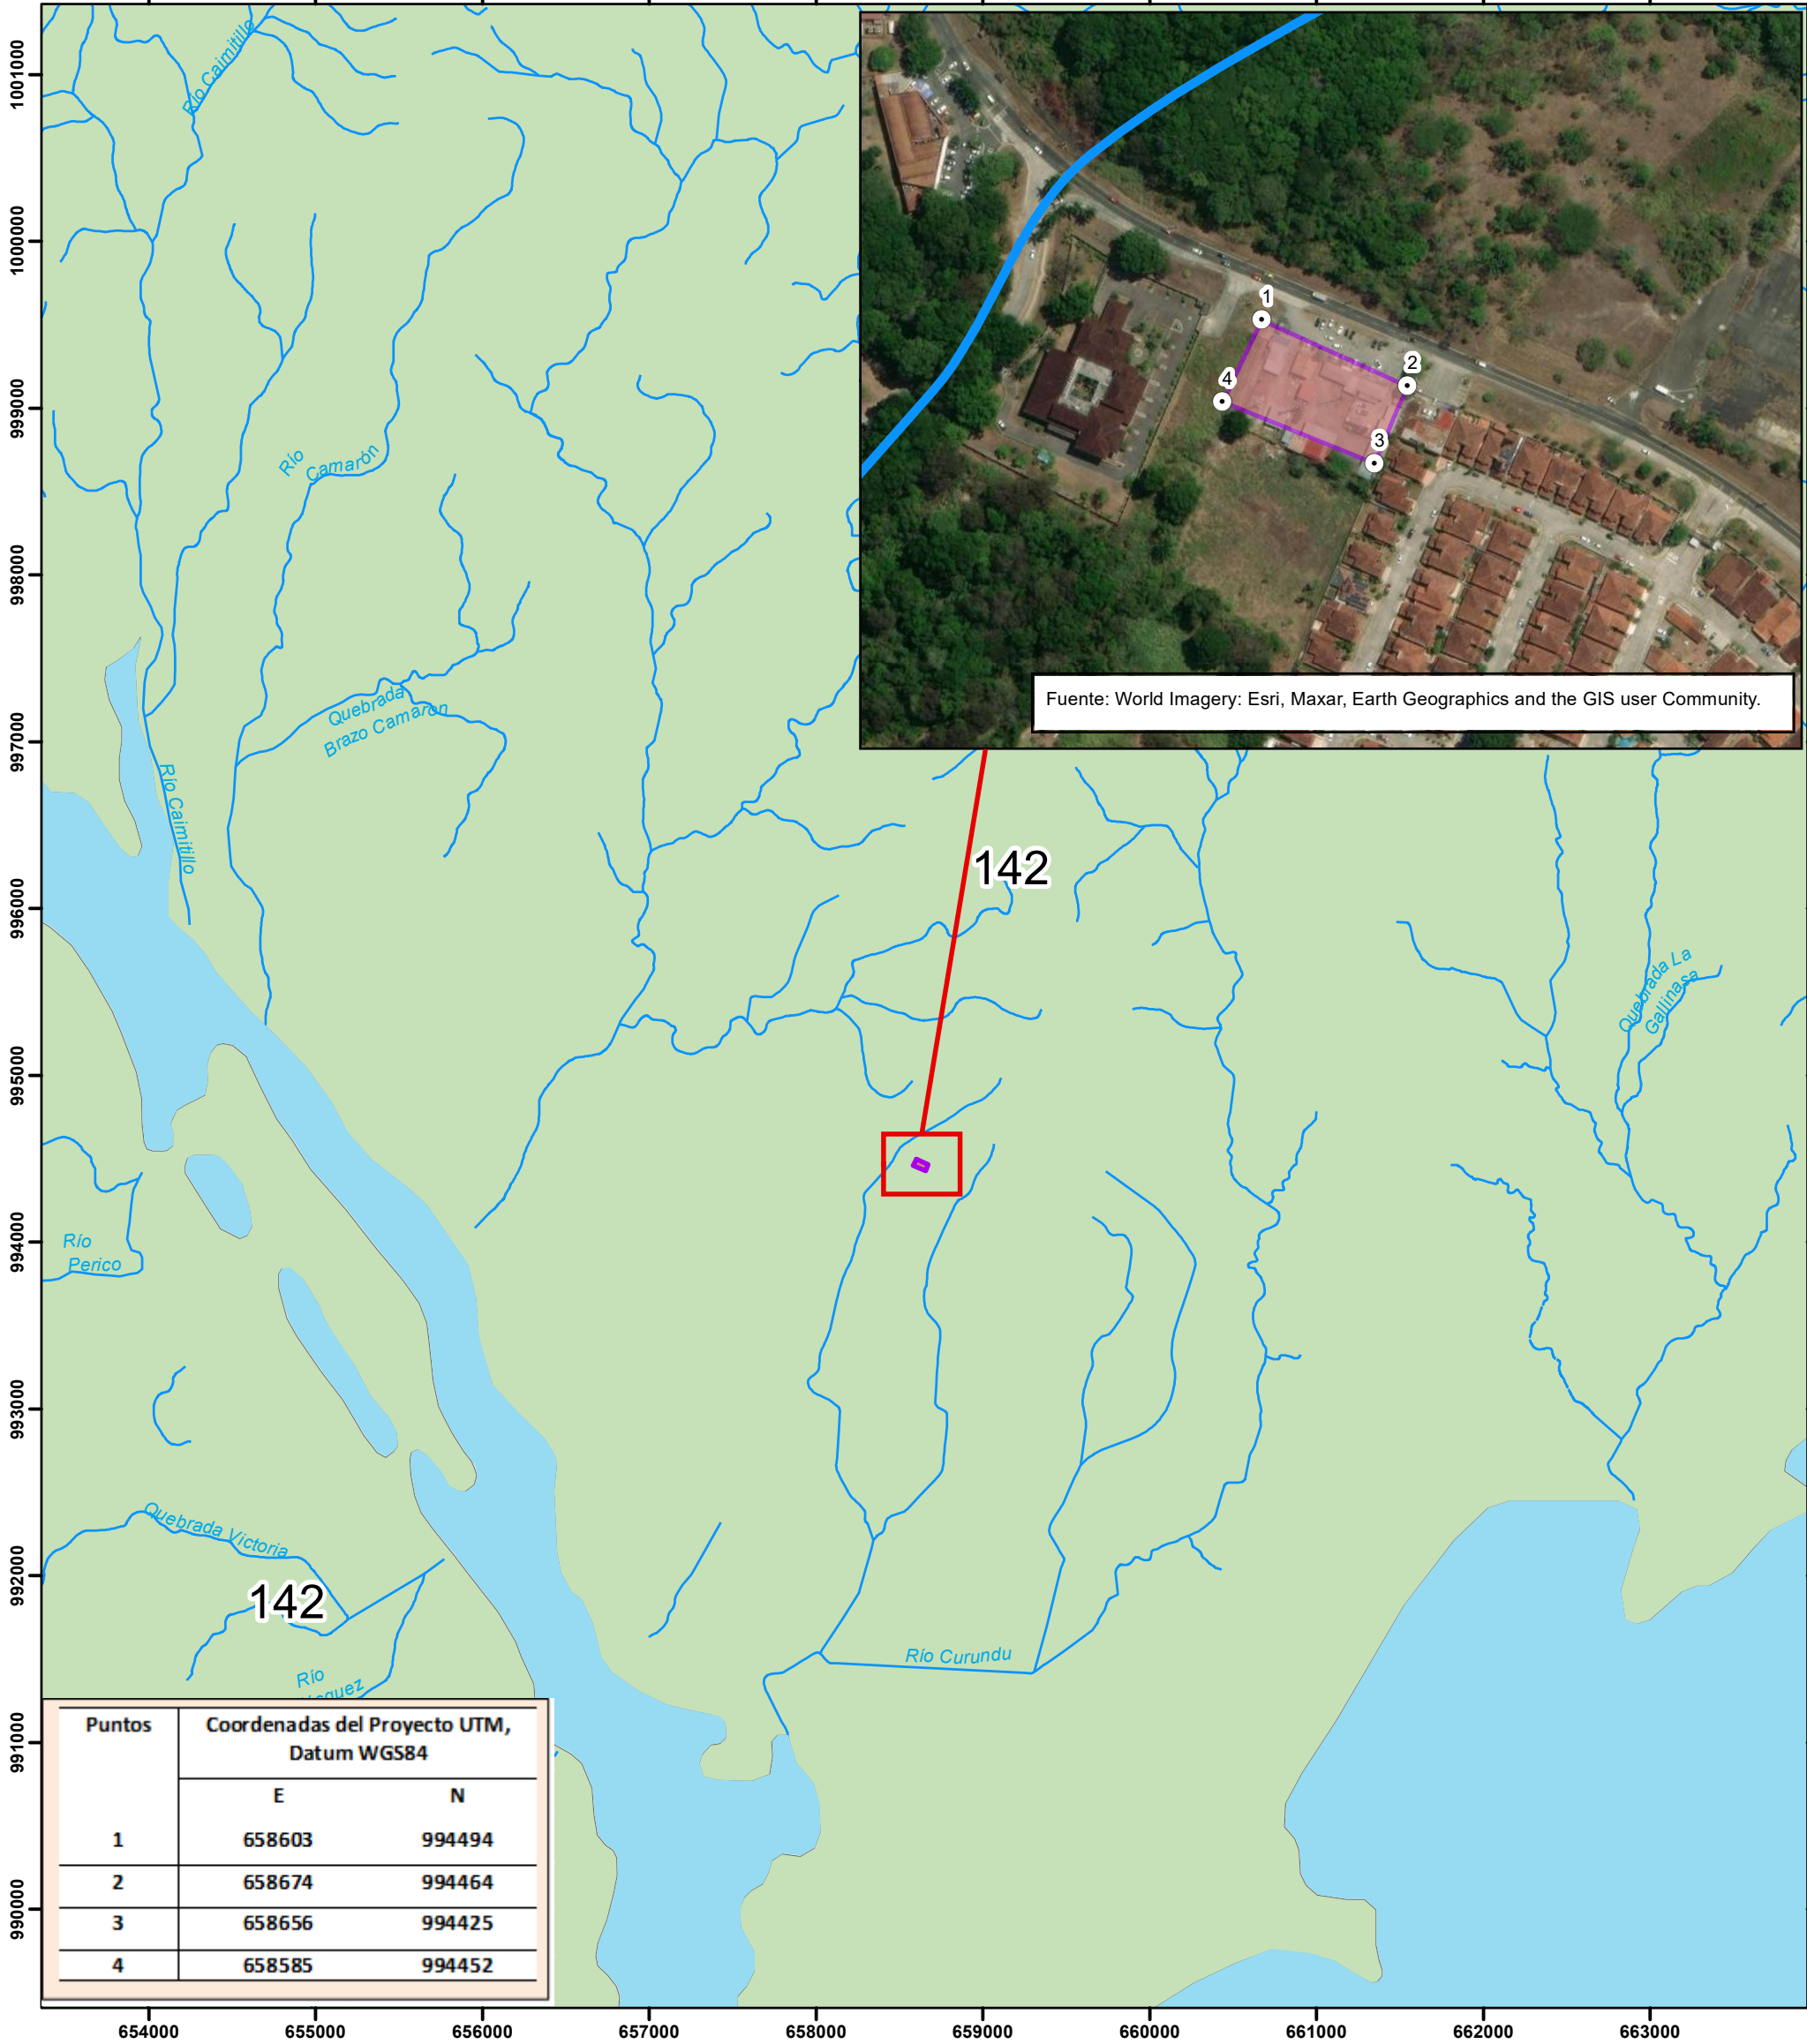 1001000
1000000
999000
998000
997000
996000
995000
994000
993000
992000
991000
990000
Río Caimitillo
Río
Camarón
Quebrada
Brazo Camaron
Río Caimitillo
1
2
3
4
Fuente: World Imagery: Esri, Maxar, Earth Geographics and the GIS user Community.
142
Quebrada La
Gallinasa
Río
Perico
Quebrada Victoria
142
Río
Río Curundu
Puntos
Coordenadas del Proyecto UTM,
Datum WGS84
E N
1 658603 994494
2 658674 994464
3 658656 994425
4 658585 994452
654000 655000 656000 657000 658000 659000 660000 661000 662000 663000